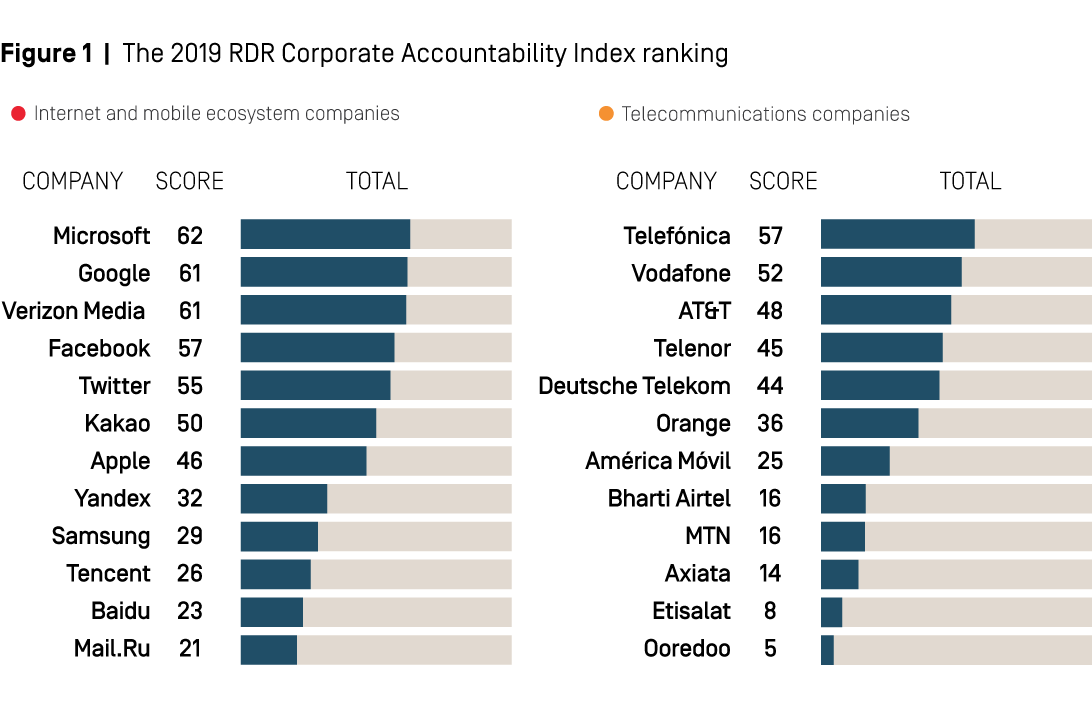 Figure 1 | The 2019 RDR Corporate Accountability Index ranking
Internet and mobile ecosystem companies
COMPANY SCORE TOTAL
Microsoft 62
Google 61
Verizon Media 61
Facebook 57
Twitter 55
Kakao 50
Apple 46
Yandex 32
Samsung 29
Tencent 26
Baidu 23
Mail.Ru 21
Telecommunications companies
COMPANY SCORE TOTAL
Telefónica 57
Vodafone 52
AT&T 48
Telenor 45
Deutsche Telekom 44
Orange 36
América Móvil 25
Bharti Airtel 16
MTN 16
Axiata 14
Etisalat 8
Ooredoo 5